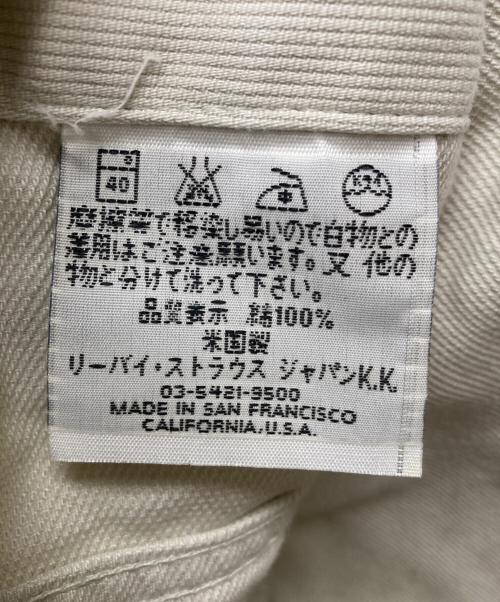 40
摩擦等で移染し易いので白物との
着用はご注意願います。又 他の
物と分けて洗って下さい。
品質表示 綿100%
米国製
リーバイ・ストラウス ジャパンK.K.
03-5421-9500
MADE IN SAN FRANCISCO
CALIFORNIA.U.S.A.